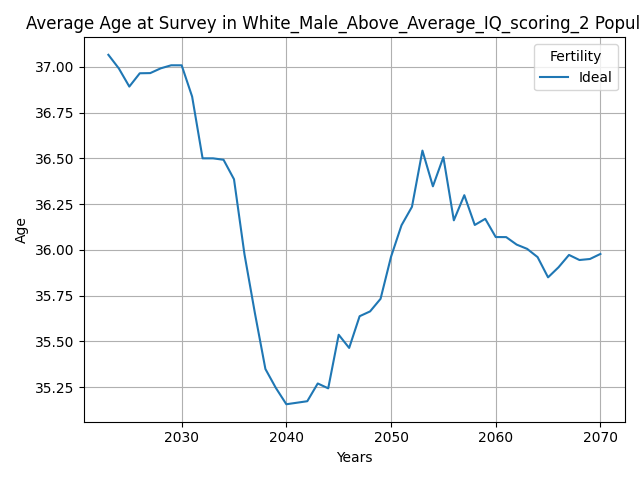 Average Age at Survey in White_Male_Above_Average_IQ_scoring_2 Popul
Fertility
Ideal
37.00
36.75
36.50
36.25
36.00
35.75
35.50
35.25
Age
2030 2040 2050 2060 2070
Years